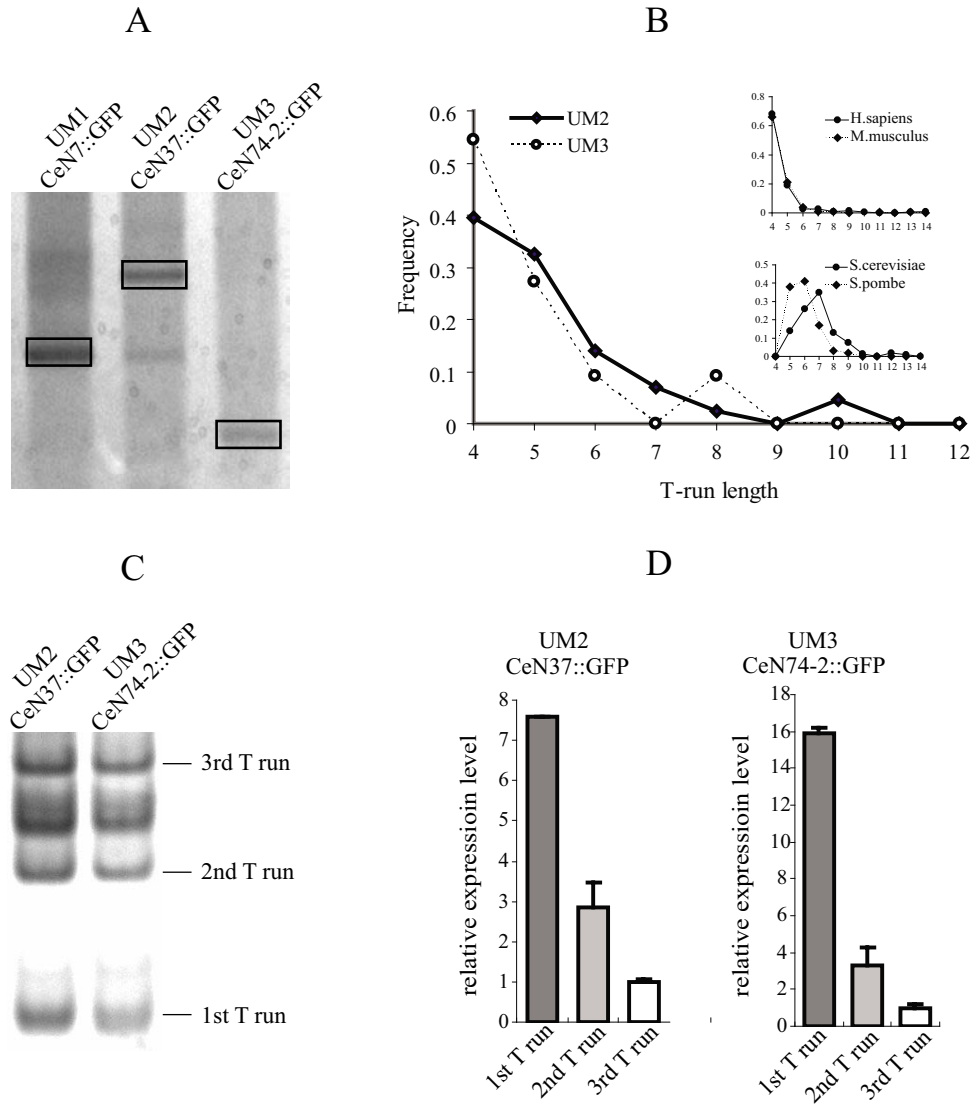 A
UM1
CeN7::GFP
UM2
CeN37::GFP
UM3
CeN74-2::GFP
B
0.6
0.5
0.4
0.3
0.2
0.1
0
Frequency
4 5 6 7 8 9 10 11 12
T-run length
UM2
UM3
0.8
0.6
0.4
0.2
0
4 5 6 7 8 9 10 11 12 13 14
H.sapiens
M.musculus
0.5
0.4
0.3
0.2
0.1
0
4 5 6 7 8 9 10 11 12 13 14
S.cerevisiae
S.pombe
C
UM2
CeN37::GFP
UM3
CeN74-2::GFP
3rd T run
2nd T run
1st T run
D
UM2
CeN37::GFP
8
7
6
5
4
3
2
1
0
relative expressioin level
1st T run
2nd T run
3rd T run
UM3
CeN74-2::GFP
18
16
14
12
10
8
6
4
2
0
relative expressioin level
1st T run
2nd T run
3rd T run